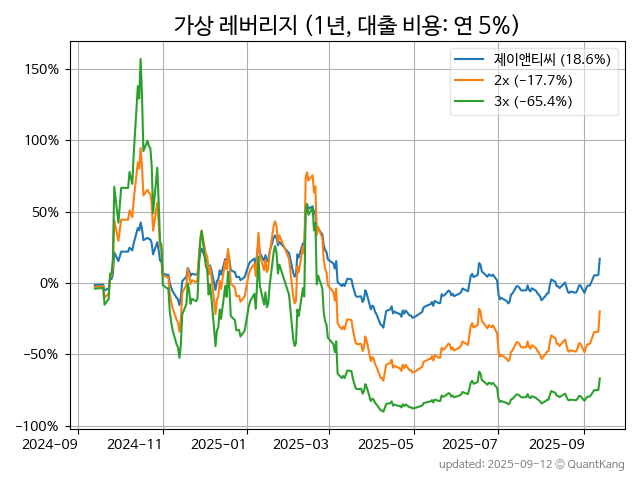 가상 레버리지 (1년, 대출 비용: 연 5%)
제이앤티씨 (18.6%)
2x (−17.7%)
3x (−65.4%)
150%
100%
50%
0%
−50%
−100%
2024-09 2024-11 2025-01 2025-03 2025-05 2025-07 2025-09
updated: 2025-09-12 © QuantKang